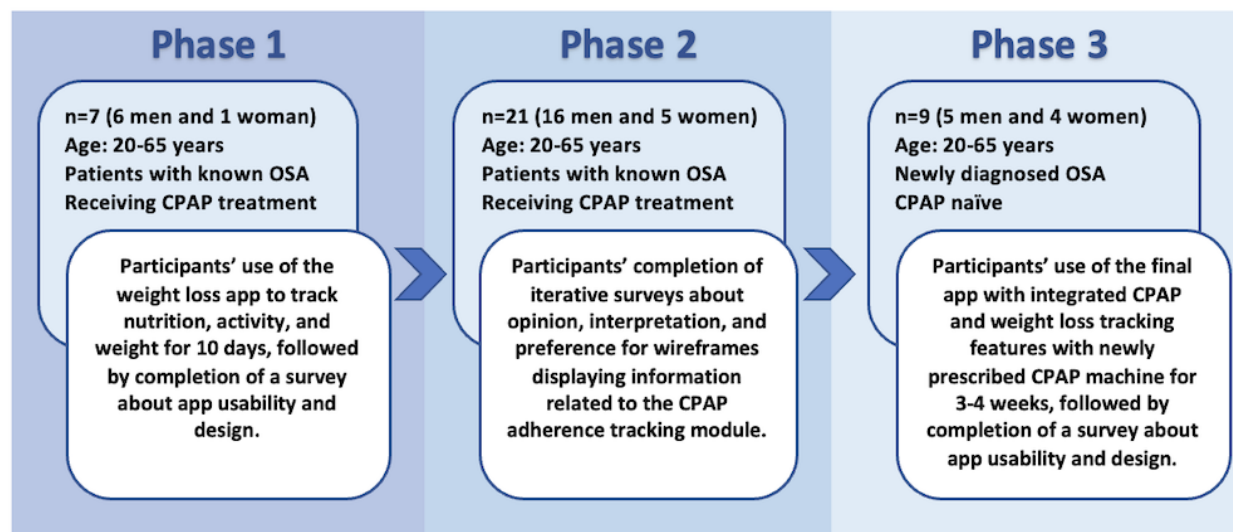 Phase 1
n=7 (6 men and 1 woman)
Age: 20-65 years
Patients with known OSA
Receiving CPAP treatment
Participants' use of the
weight loss app to track
nutrition, activity, and
weight for 10 days, followed
by completion of a survey
about app usability and
design.
Phase 2
n=21 (16 men and 5 women)
Age: 20-65 years
Patients with known OSA
Receiving CPAP treatment
Participants' completion of
iterative surveys about
opinion, interpretation, and
preference for wireframes
displaying information
related to the CPAP
adherence tracking module.
Phase 3
n=9 (5 men and 4 women)
Age: 20-65 years
Newly diagnosed OSA
CPAP naïve
Participants' use of the final
app with integrated CPAP
and weight loss tracking
features with newly
prescribed CPAP machine for
3-4 weeks, followed by
completion of a survey about
app usability and design.